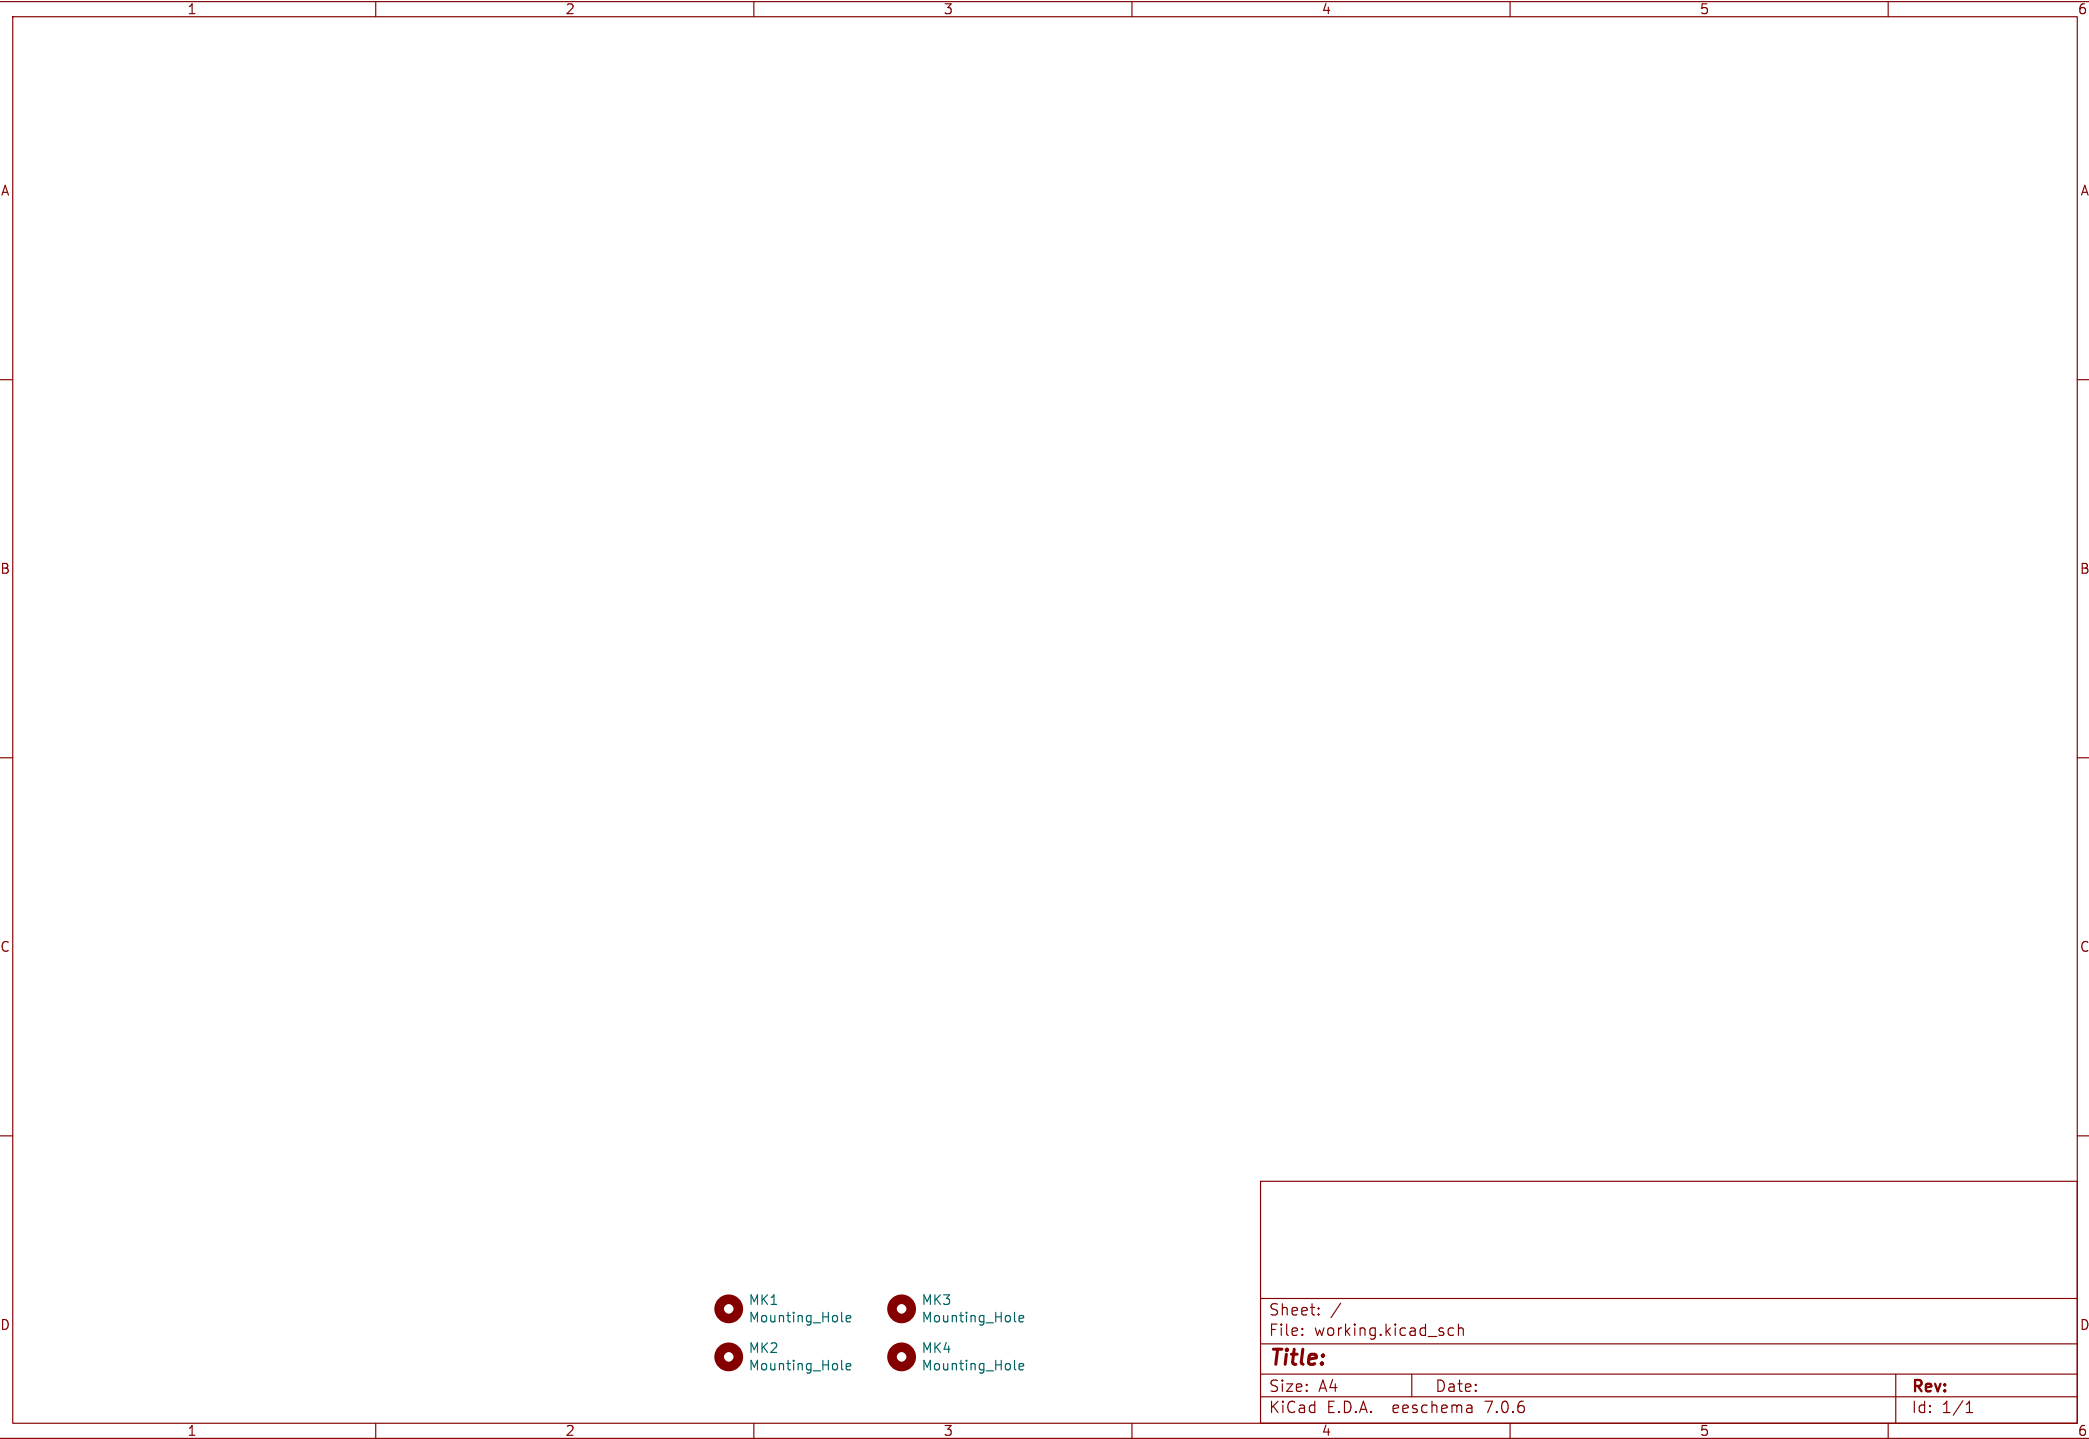 1 2 3 4 5 6
A A
B B
C C
D D
MK1
Mounting_Hole
MK3
Mounting_Hole
MK2
Mounting_Hole
MK4
Mounting_Hole
Sheet: /
File: working.kicad_sch
Title:
Size: A4 Date: Rev:
KiCad E.D.A. eeschema 7.0.6 Id: 1/1
1 2 3 4 5 6